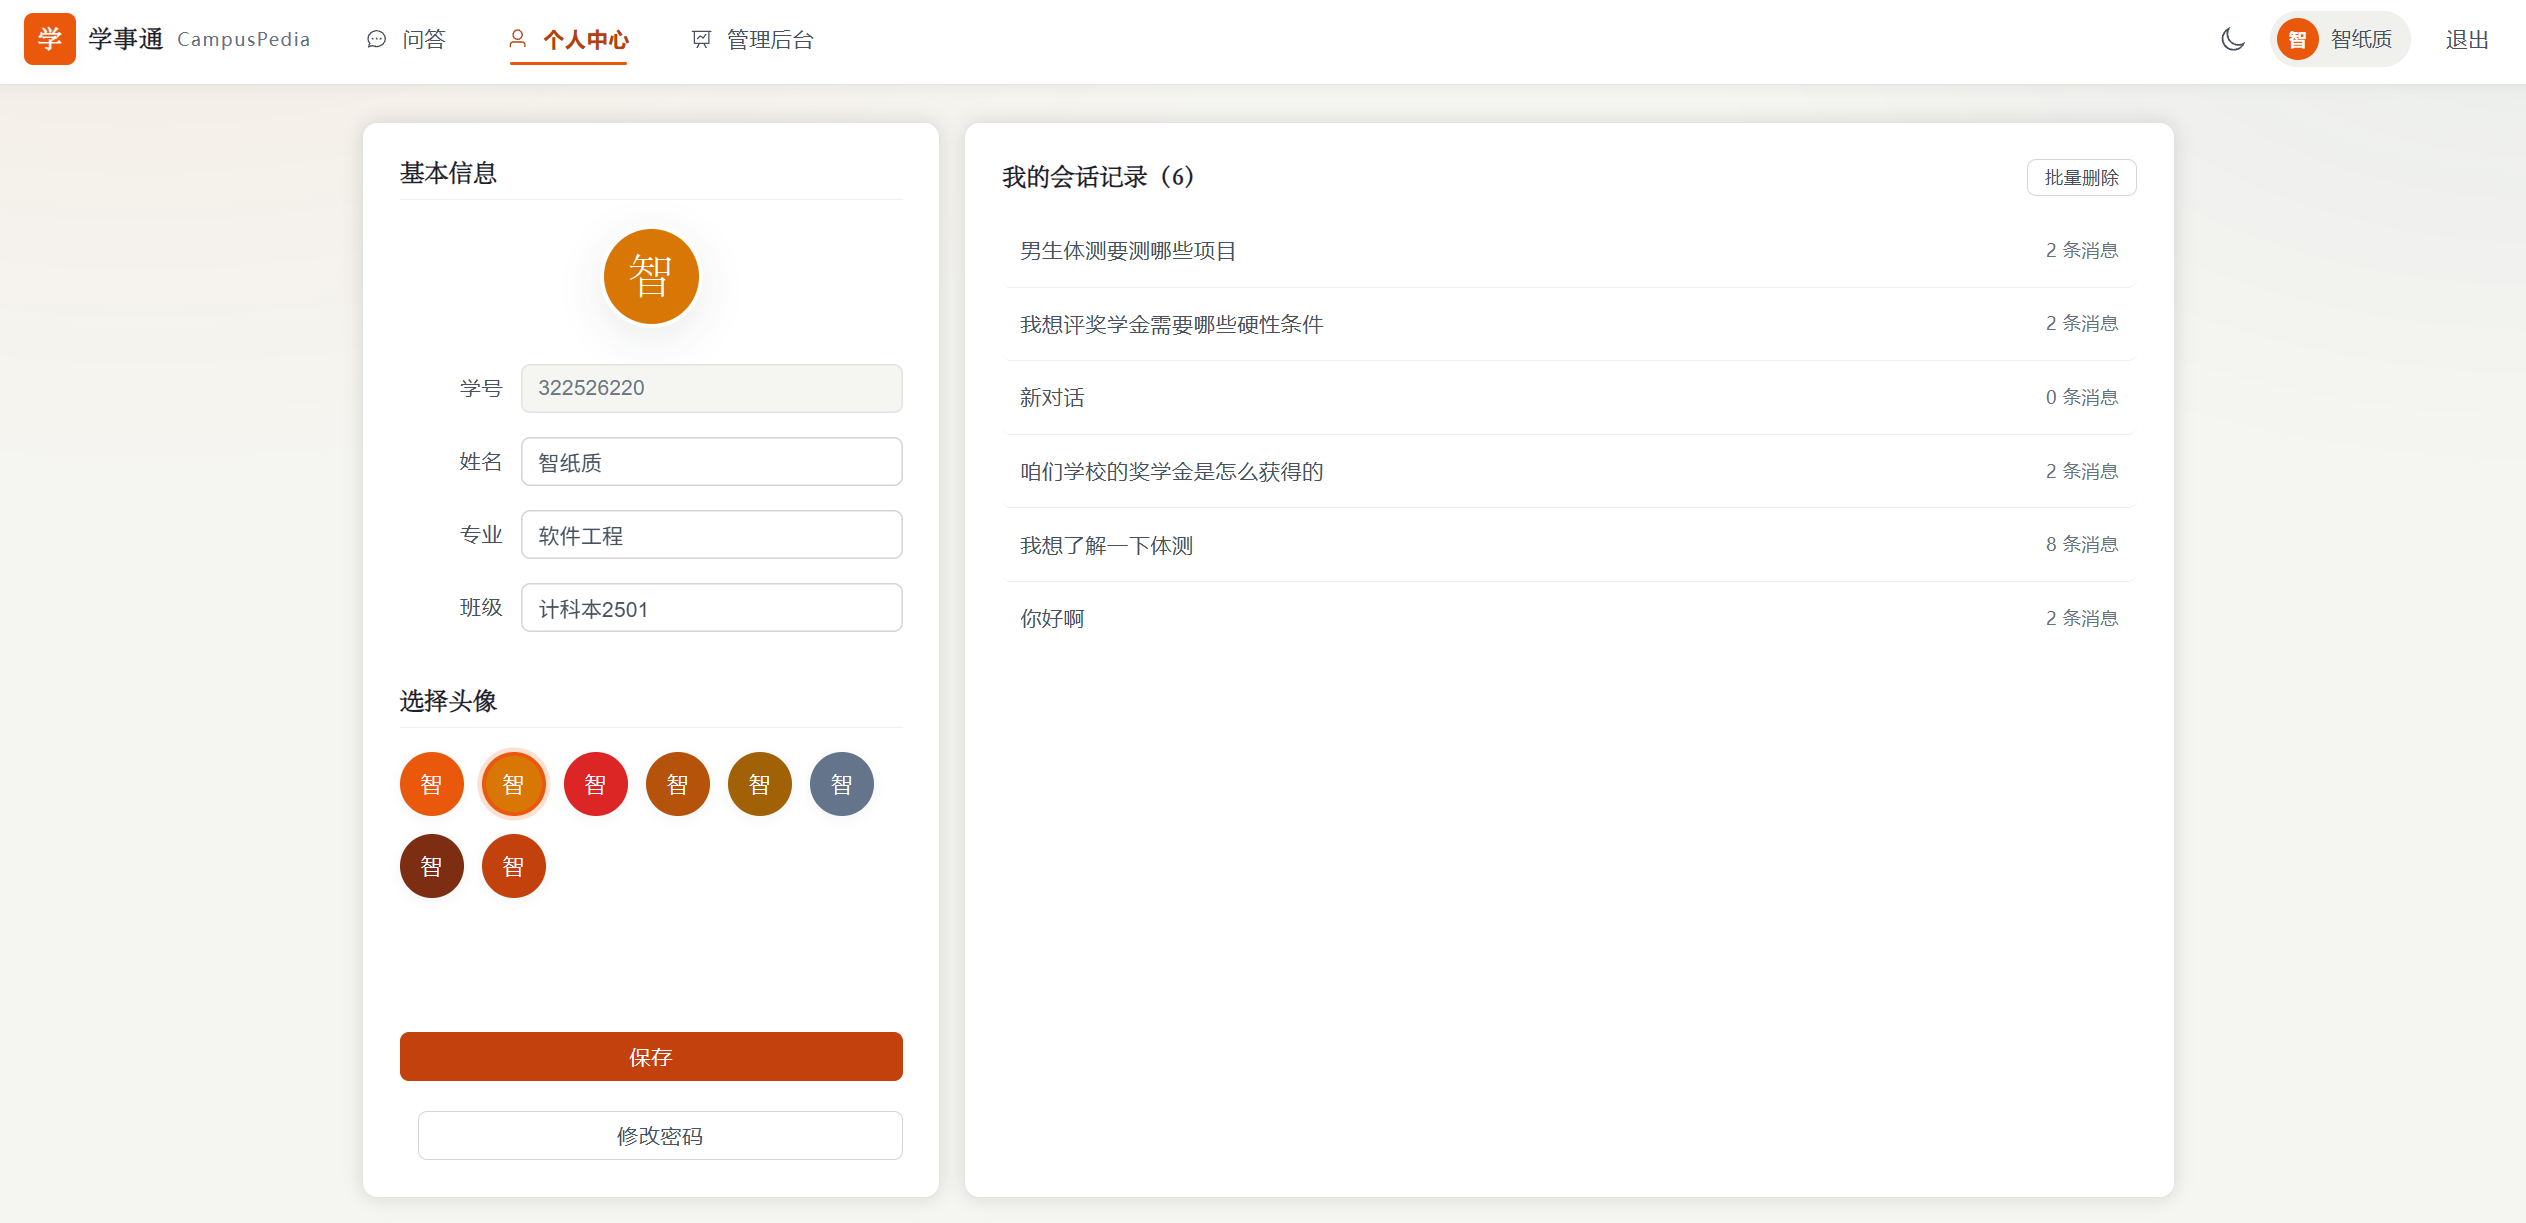 学 学事通 CampusPedia 问答 个人中心 管理后台 智 智纸质 退出
基本信息
智
学号 322526220
姓名 智纸质
专业 软件工程
班级 计科本2501
选择头像
智 智 智 智 智 智
智 智
保存
修改密码
我的会话记录（6） 批量删除
男生体测要测哪些项目 2 条消息
我想评奖学金需要哪些硬性条件 2 条消息
新对话 0 条消息
咱们学校的奖学金是怎么获得的 2 条消息
我想了解一下体测 8 条消息
你好啊 2 条消息